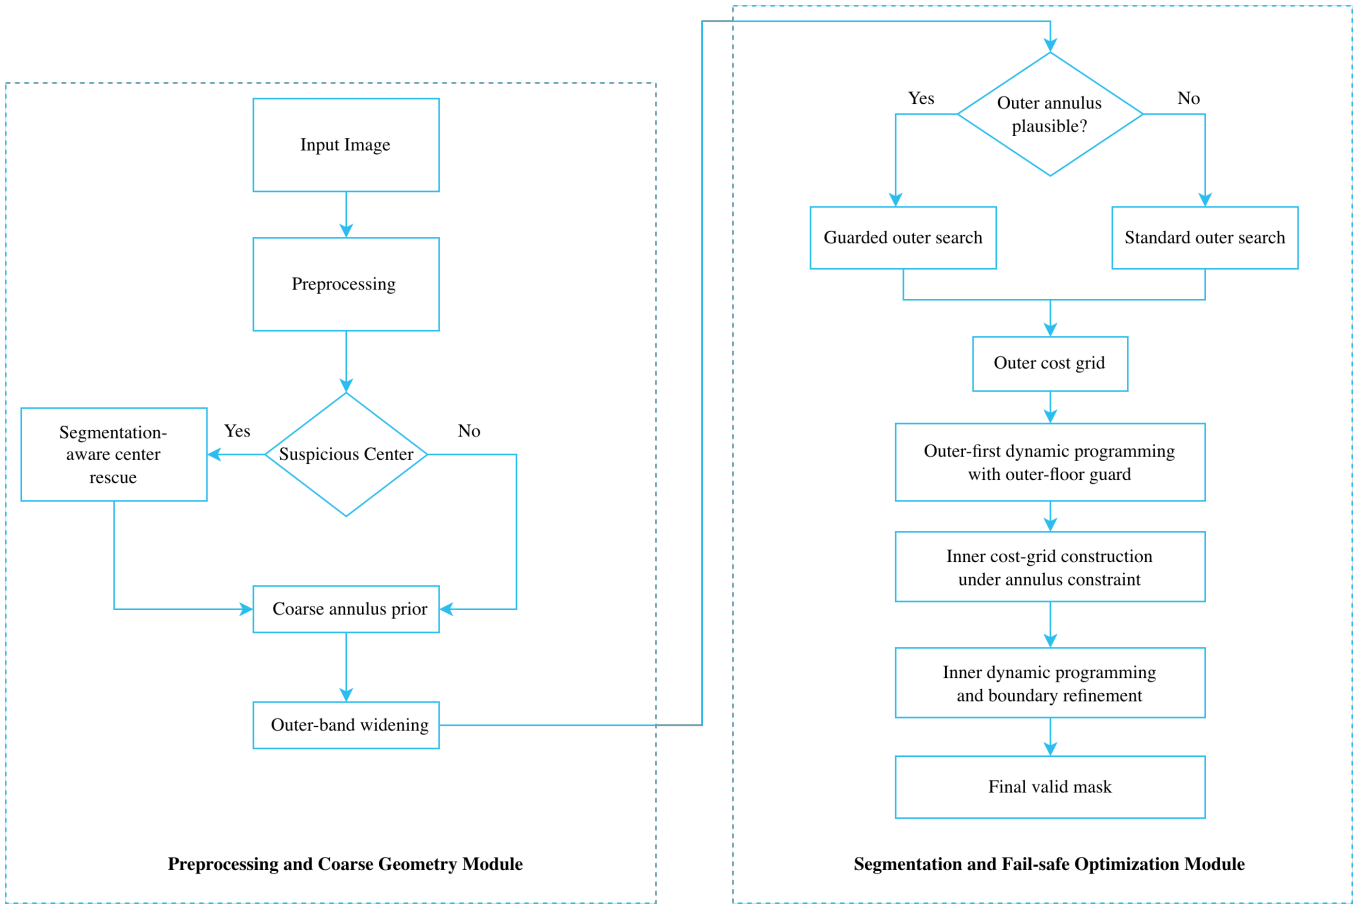 Input Image
Preprocessing
Suspicious Center
Yes
No
Segmentation-
aware center
rescue
Coarse annulus prior
Outer-band widening
Preprocessing and Coarse Geometry Module
Outer annulus
plausible?
Yes
No
Guarded outer search
Standard outer search
Outer cost grid
Outer-first dynamic programming
with outer-floor guard
Inner cost-grid construction
under annulus constraint
Inner dynamic programming
and boundary refinement
Final valid mask
Segmentation and Fail-safe Optimization Module